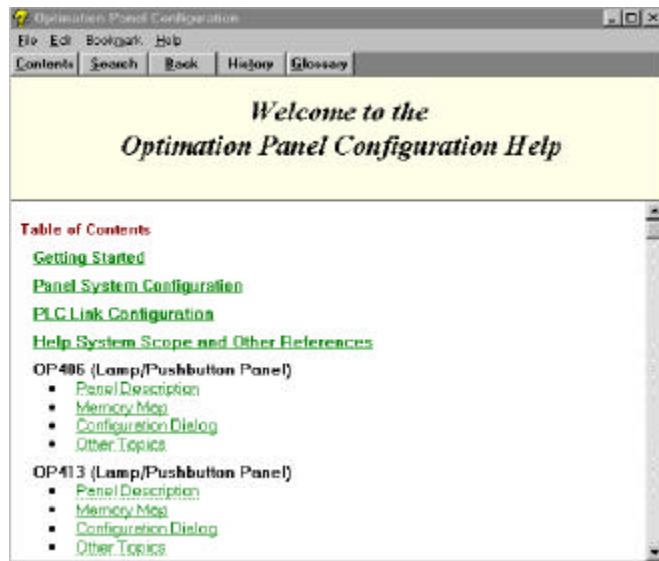 Optimation Panel Configuration
File Edit Bookmark Help
Contents Search Back History Glossary
Welcome to the
Optimation Panel Configuration Help
Table of Contents
Getting Started
Panel System Configuration
PLC Link Configuration
Help System Scope and Other References
OP406 (Lamp/Pushbutton Panel)
Panel Description
Memory Map
Configuration Dialog
Other Topics
OP413 (Lamp/Pushbutton Panel)
Panel Description
Memory Map
Configuration Dialog
Other Topics